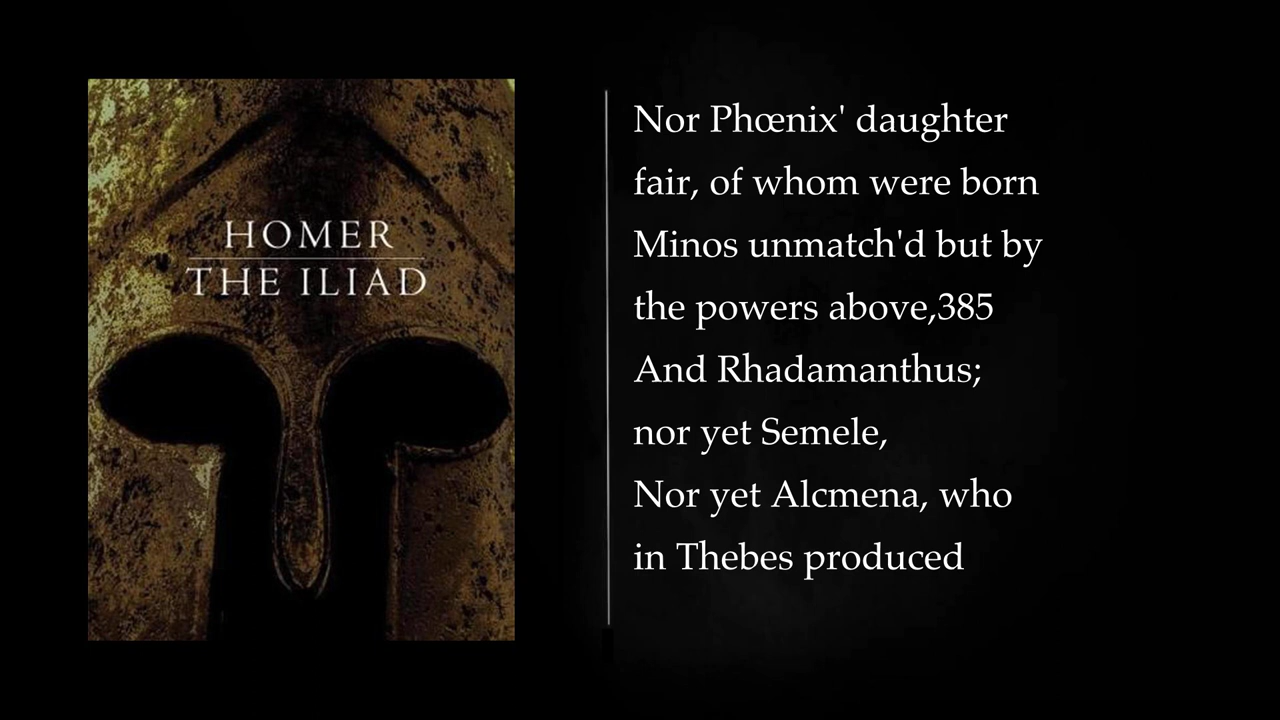 HOMER
THE ILIAD
Nor Phœnix' daughter
fair, of whom were born
Minos unmatch'd but by
the powers above,385
And Rhadamanthus;
nor yet Semele,
Nor yet Alcmena, who
in Thebes produced